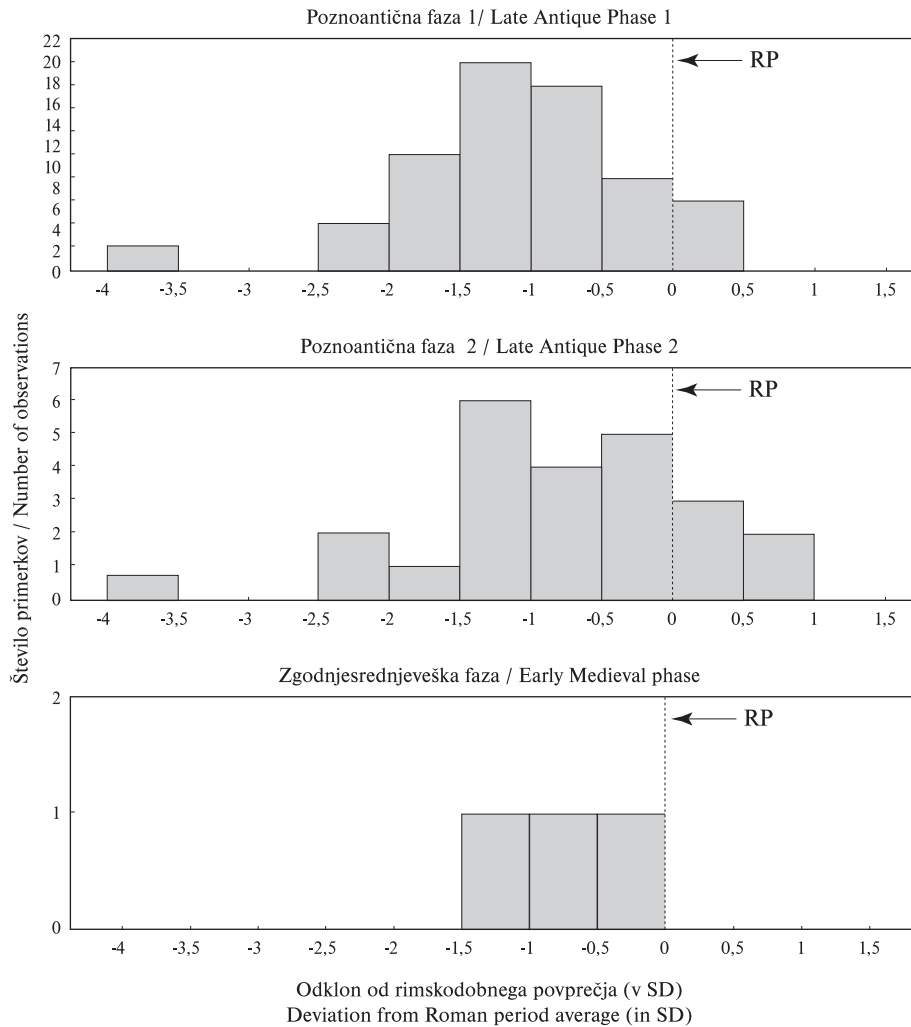 Poznoantična faza 1/ Late Antique Phase 1
22
20
18
16
14
12
10
8
6
4
2
0
RP
-4 -3,5 -3 -2,5 -2 -1,5 -1 -0,5 0 0,5 1 1,5
Število primerkov / Number of observations
Poznoantična faza 2 / Late Antique Phase 2
7
6
5
4
3
2
1
0
RP
-4 -3,5 -3 -2,5 -2 -1,5 -1 -0,5 0 0,5 1 1,5
Zgodnjesrednjeveška faza / Early Medieval phase
2
1
0
RP
-4 -3,5 -3 -2,5 -2 -1,5 -1 -0,5 0 0,5 1 1,5
Odklon od rimskodobnega povprečja (v SD)
Deviation from Roman period average (in SD)